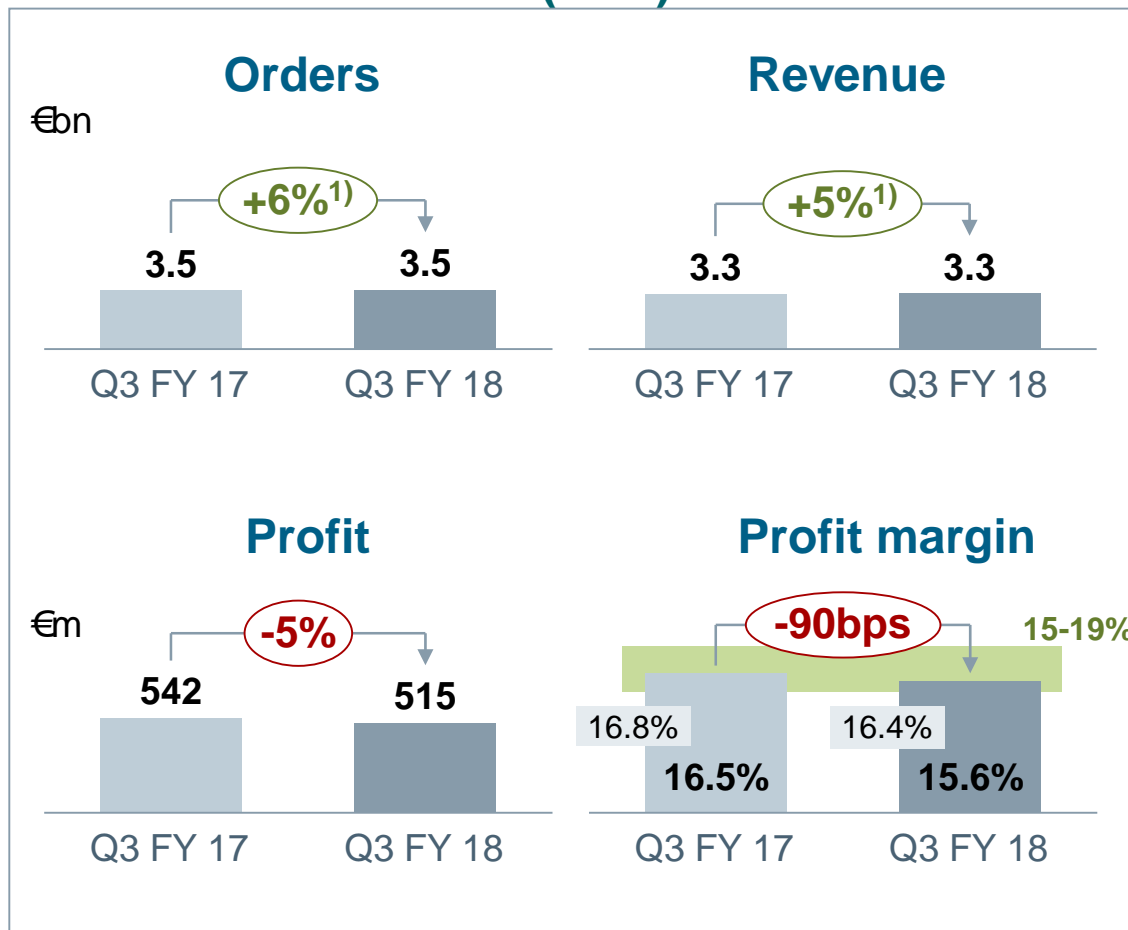 Orders
Revenue
€bn
+6%1)
+5%1)
3.5
3.5
3.3
3.3
Q3 FY 17
Q3 FY 18
Q3 FY 17
Q3 FY 18
Profit
Profit margin
€m
-5%
-90bps
15-19%
542
515
16.8%
16.4%
16.5%
15.6%
Q3 FY 17
Q3 FY 18
Q3 FY 17
Q3 FY 18